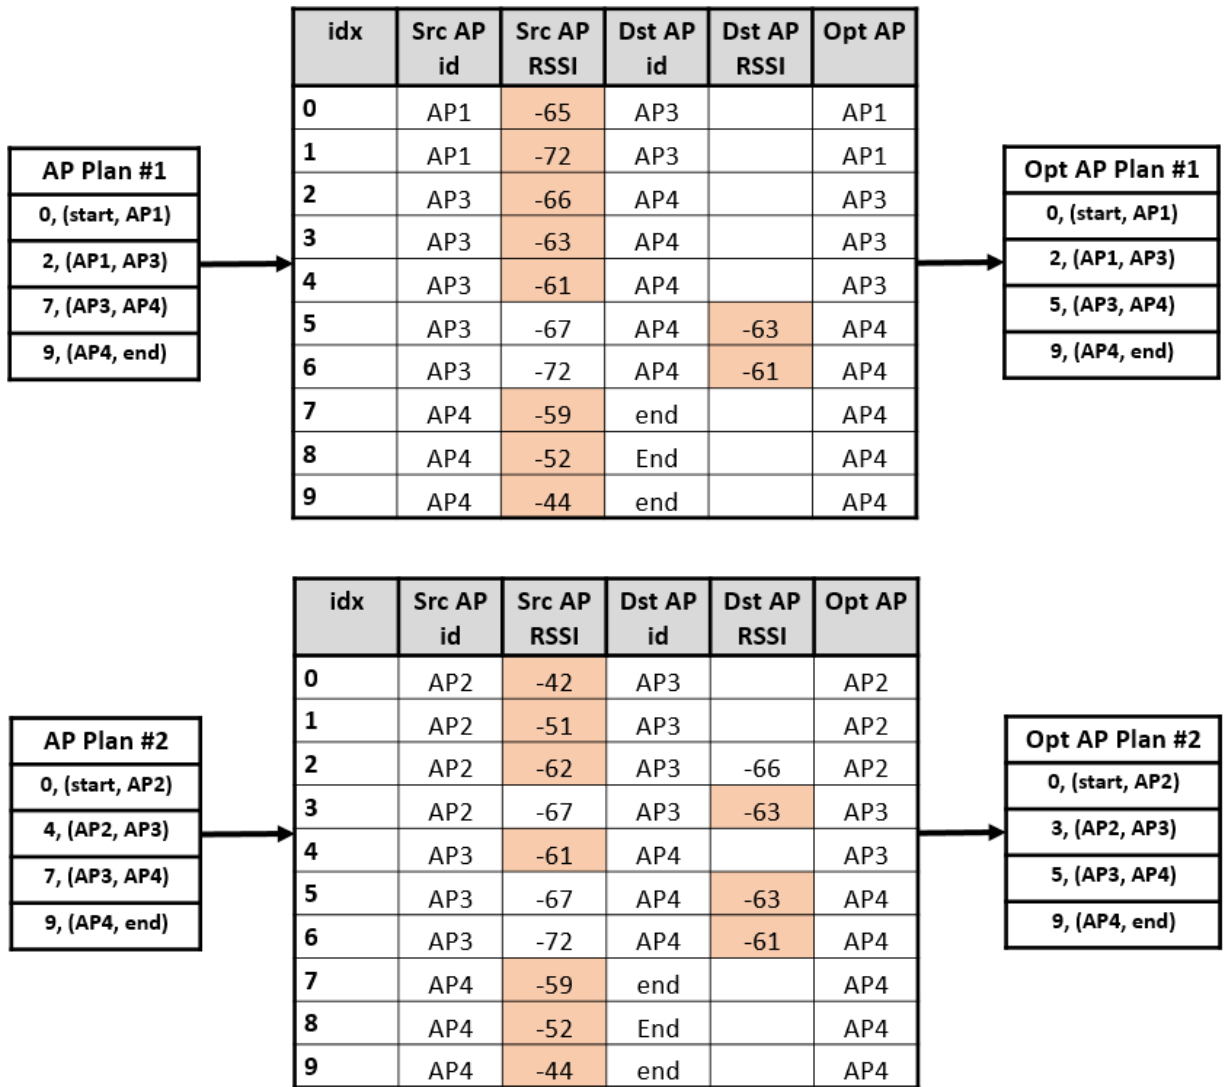 AP Plan #1
0, (start, AP1)
2, (AP1, AP3)
7, (AP3, AP4)
9, (AP4, end)
idx Src AP id Src AP RSSI Dst AP id Dst AP RSSI Opt AP
0 AP1 -65 AP3 AP1
1 AP1 -72 AP3 AP1
2 AP3 -66 AP4 AP3
3 AP3 -63 AP4 AP3
4 AP3 -61 AP4 AP3
5 AP3 -67 AP4 -63 AP4
6 AP3 -72 AP4 -61 AP4
7 AP4 -59 end AP4
8 AP4 -52 End AP4
9 AP4 -44 end AP4
Opt AP Plan #1
0, (start, AP1)
2, (AP1, AP3)
5, (AP3, AP4)
9, (AP4, end)
AP Plan #2
0, (start, AP2)
4, (AP2, AP3)
7, (AP3, AP4)
9, (AP4, end)
idx Src AP id Src AP RSSI Dst AP id Dst AP RSSI Opt AP
0 AP2 -42 AP3 AP2
1 AP2 -51 AP3 AP2
2 AP2 -62 AP3 -66 AP2
3 AP2 -67 AP3 -63 AP3
4 AP3 -61 AP4 AP3
5 AP3 -67 AP4 -63 AP4
6 AP3 -72 AP4 -61 AP4
7 AP4 -59 end AP4
8 AP4 -52 End AP4
9 AP4 -44 end AP4
Opt AP Plan #2
0, (start, AP2)
3, (AP2, AP3)
5, (AP3, AP4)
9, (AP4, end)